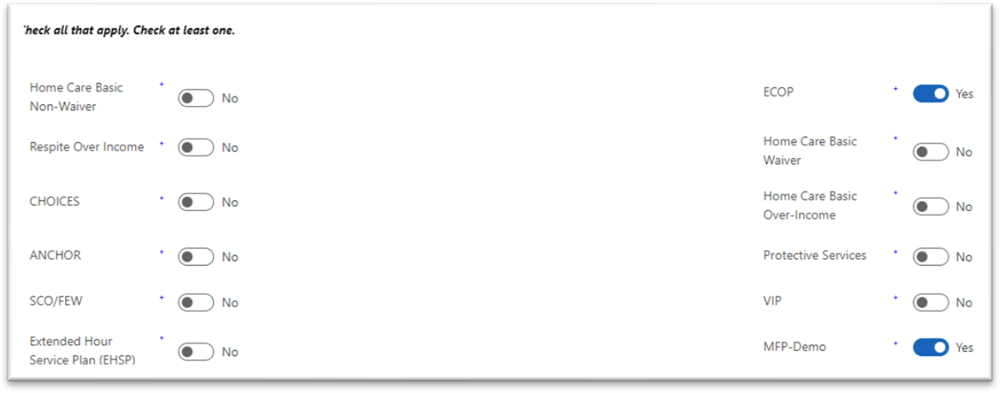 heck all that apply. Check at least one.
Home Care Basic
Non-Waiver
+
No
Respite Over Income
+
No
CHOICES
+
No
ANCHOR
+
No
SCO/FEW
+
No
Extended Hour
Service Plan (EHSP)
+
No
ECOP
+
Yes
Home Care Basic
Waiver
+
No
Home Care Basic
Over-Income
+
No
Protective Services
+
No
VIP
+
No
MFP-Demo
+
Yes